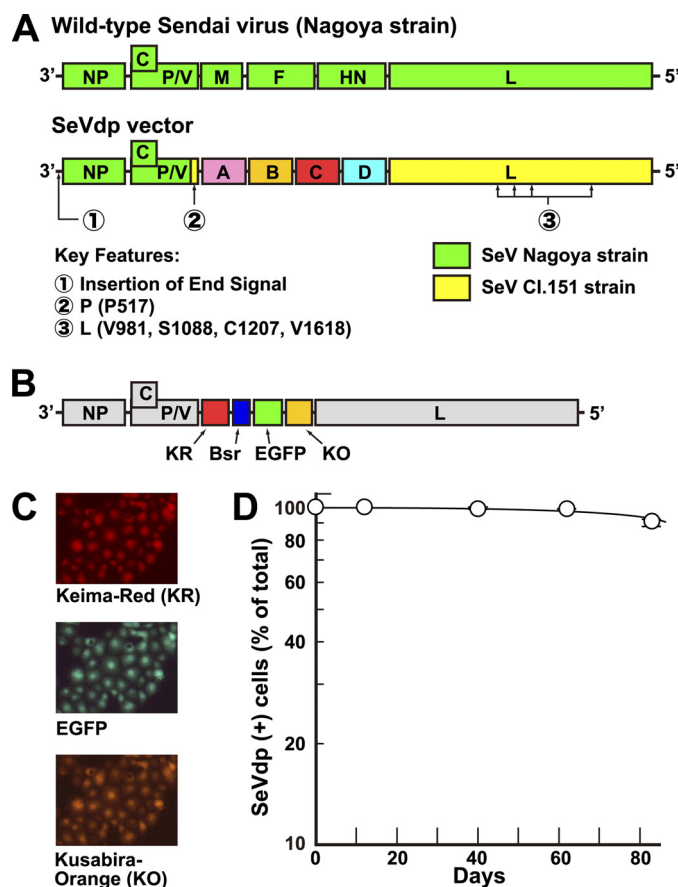 A Wild-type Sendai virus (Nagoya strain)
3’ NP C P/V M F HN L 5’
SeVdp vector
3’ NP C P/V A B C D L 5’
① ② ③
Key Features:
① Insertion of End Signal
② P (P517)
③ L (V981, S1088, C1207, V1618)
SeV Nagoya strain
SeV Cl.151 strain
B
3’ NP C P/V L 5’
KR Bsr EGFP KO
C
Keima-Red (KR)
EGFP
Kusabira-
Orange (KO)
D
SeVdp (+) cells (% of total)
100
80
60
40
20
10
0 20 40 60 80
Days